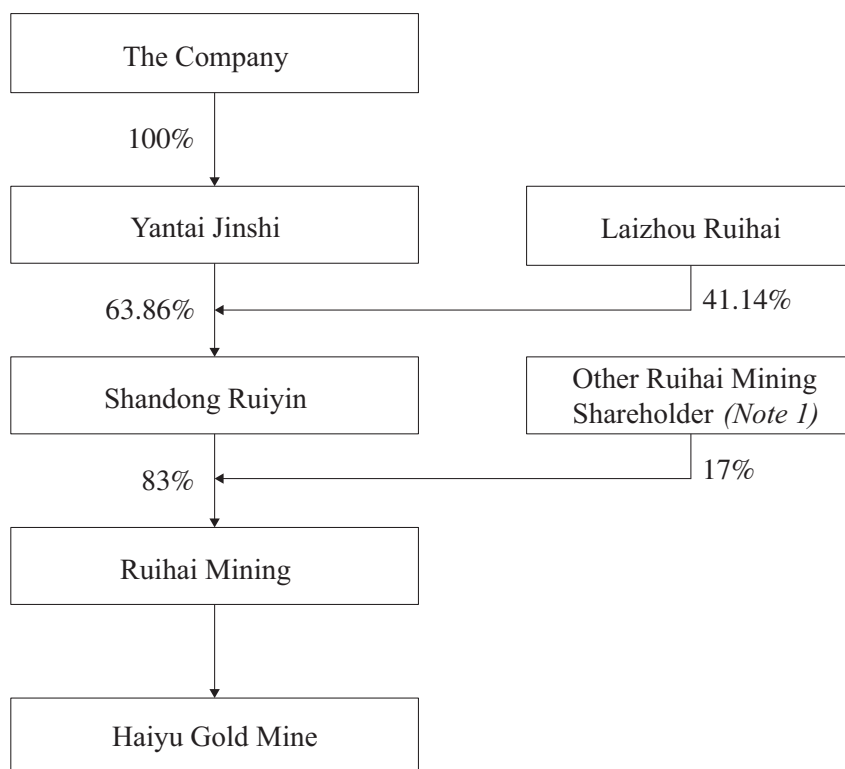 The Company
100%
Yantai Jinshi
Laizhou Ruihai
63.86%
41.14%
Shandong Ruiyin
Other Ruihai Mining
Shareholder (Note 1)
83%
17%
Ruihai Mining
Haiyu Gold Mine